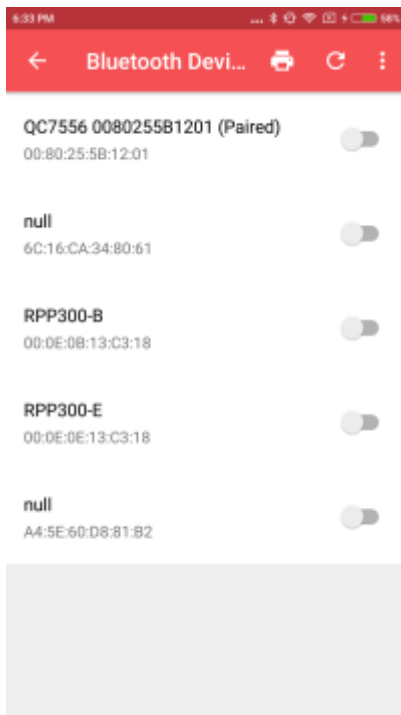 6:33 PM ... 58%
Bluetooth Devi...
QC7556 0080255B1201 (Paired)
00:80:25:5B:12:01
null
6C:16:CA:34:80:61
RPP300-B
00:0E:0B:13:C3:18
RPP300-E
00:0E:0E:13:C3:18
null
A4:5E:60:D8:81:B2